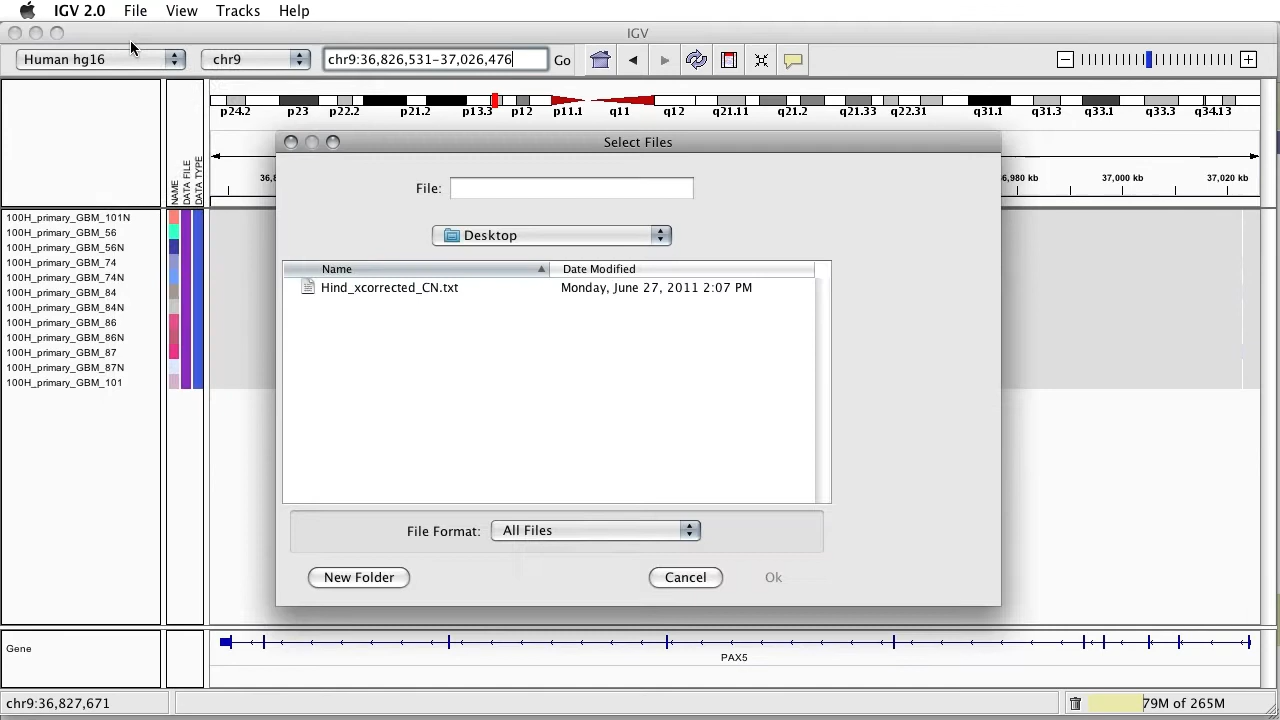 IGV 2.0 File View Tracks Help
IGV
Human hg16 chr9 chr9:36,826,531-37,026,476 Go
p24.2 p23 p22.2 p21.2 p13.3 p12 p11.1 q11 q12 q21.11 q21.2 q21.33 q22.31 q31.1 q33.1 q33.3 q34.13
Select Files
NAME
DATA FILE
DATA TYPE
36,8
6,980 kb 37,000 kb 37,020 kb
File:
Desktop
Name Date Modified
Hind_xcorrected_CN.txt Monday, June 27, 2011 2:07 PM
File Format: All Files
New Folder Cancel Ok
100H_primary_GBM_101N
100H_primary_GBM_56
100H_primary_GBM_56N
100H_primary_GBM_74
100H_primary_GBM_74N
100H_primary_GBM_84
100H_primary_GBM_84N
100H_primary_GBM_86
100H_primary_GBM_86N
100H_primary_GBM_87
100H_primary_GBM_87N
100H_primary_GBM_101
Gene
PAX5
chr9:36,827,671
79M of 265M